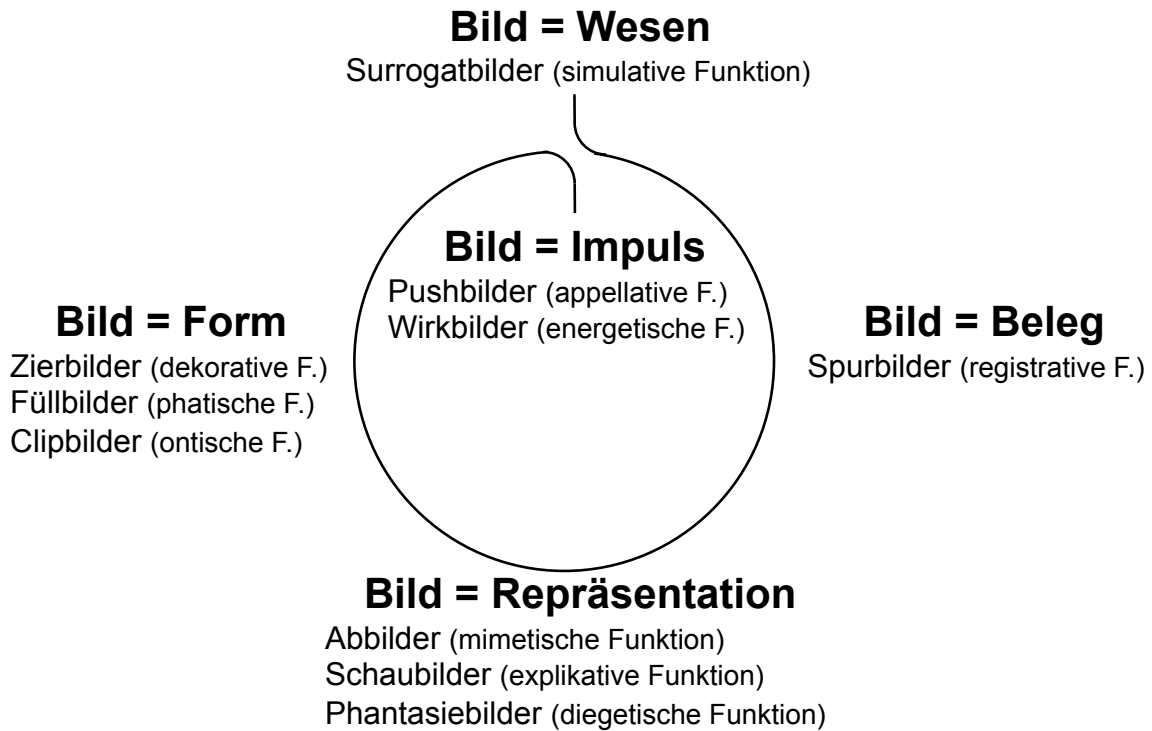 Bild = Wesen
Surrogatbilder (simulative Funktion)
Bild = Impuls
Pushbilder (appellative F.)
Wirkbilder (energetische F.)
Bild = Form
Zierbilder (dekorative F.)
Füllbilder (phatische F.)
Clipbilder (ontische F.)
Bild = Beleg
Spurbilder (registrative F.)
Bild = Repräsentation
Abbilder (mimetische Funktion)
Schaubilder (explikative Funktion)
Phantasiebilder (diegetische Funktion)